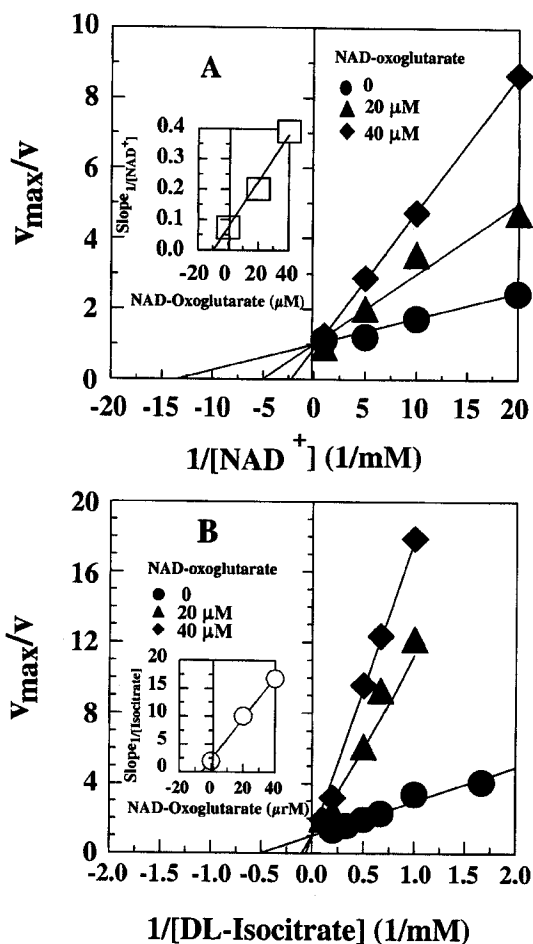 10
8
6
4
2
0
vmax/v
A
NAD-oxoglutarate
0
20 μM
40 μM
0.4
0.3
0.2
0.1
0.0
Slope1/[NAD+]
-20 0 20 40
NAD-Oxoglutarate (μM)
-20 -15 -10 -5 0 5 10 15 20
1/[NAD+] (1/mM)
20
16
12
8
4
0
vmax/v
B
NAD-oxoglutarate
0
20 μM
40 μM
20
15
10
5
0
Slope1/[Isocitrate]
-20 0 20 40
NAD-Oxoglutarate (μrM)
-2.0 -1.5 -1.0 -0.5 0.0 0.5 1.0 1.5 2.0
1/[DL-Isocitrate] (1/mM)